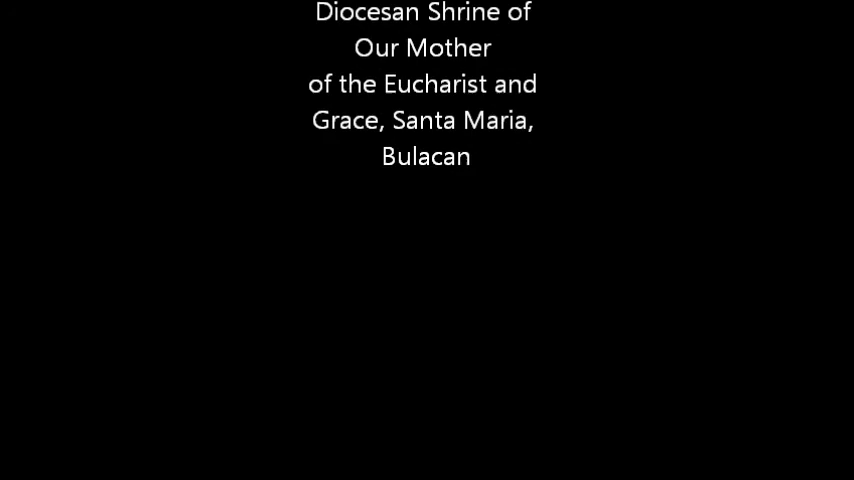 Diocesan Shrine of
Our Mother
of the Eucharist and
Grace, Santa Maria,
Bulacan